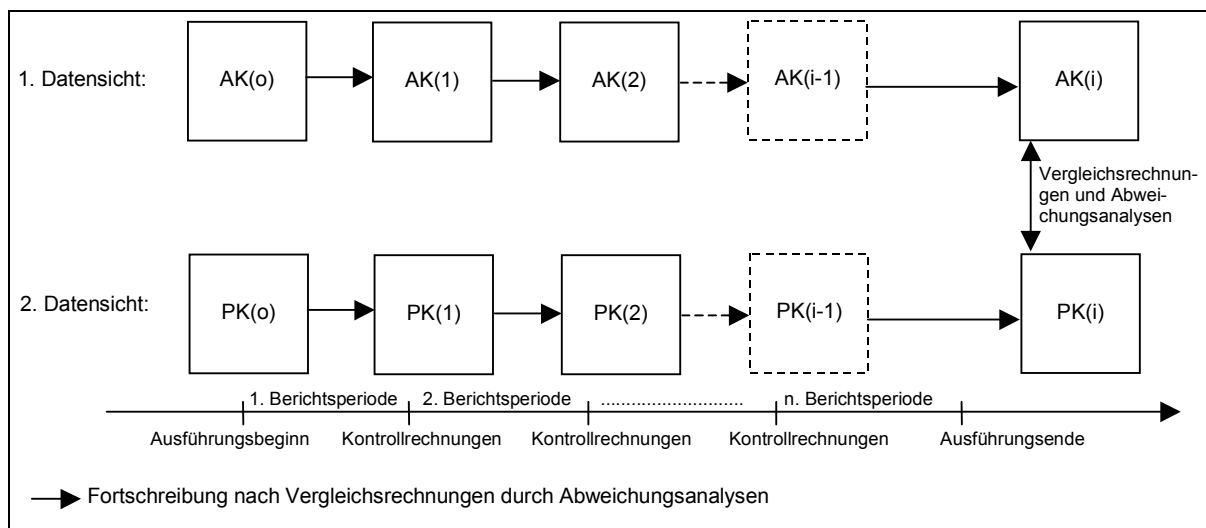 1. Datensicht:
AK(o)
AK(1)
AK(2)
AK(i-1)
AK(i)
Vergleichsrechnun-
gen und Abwei-
chungsanalysen
2. Datensicht:
PK(o)
PK(1)
PK(2)
PK(i-1)
PK(i)
1. Berichtsperiode
2. Berichtsperiode
...........................
n. Berichtsperiode
Ausführungsbeginn
Kontrollrechnungen
Kontrollrechnungen
Kontrollrechnungen
Ausführungsende
Fortschreibung nach Vergleichsrechnungen durch Abweichungsanalysen